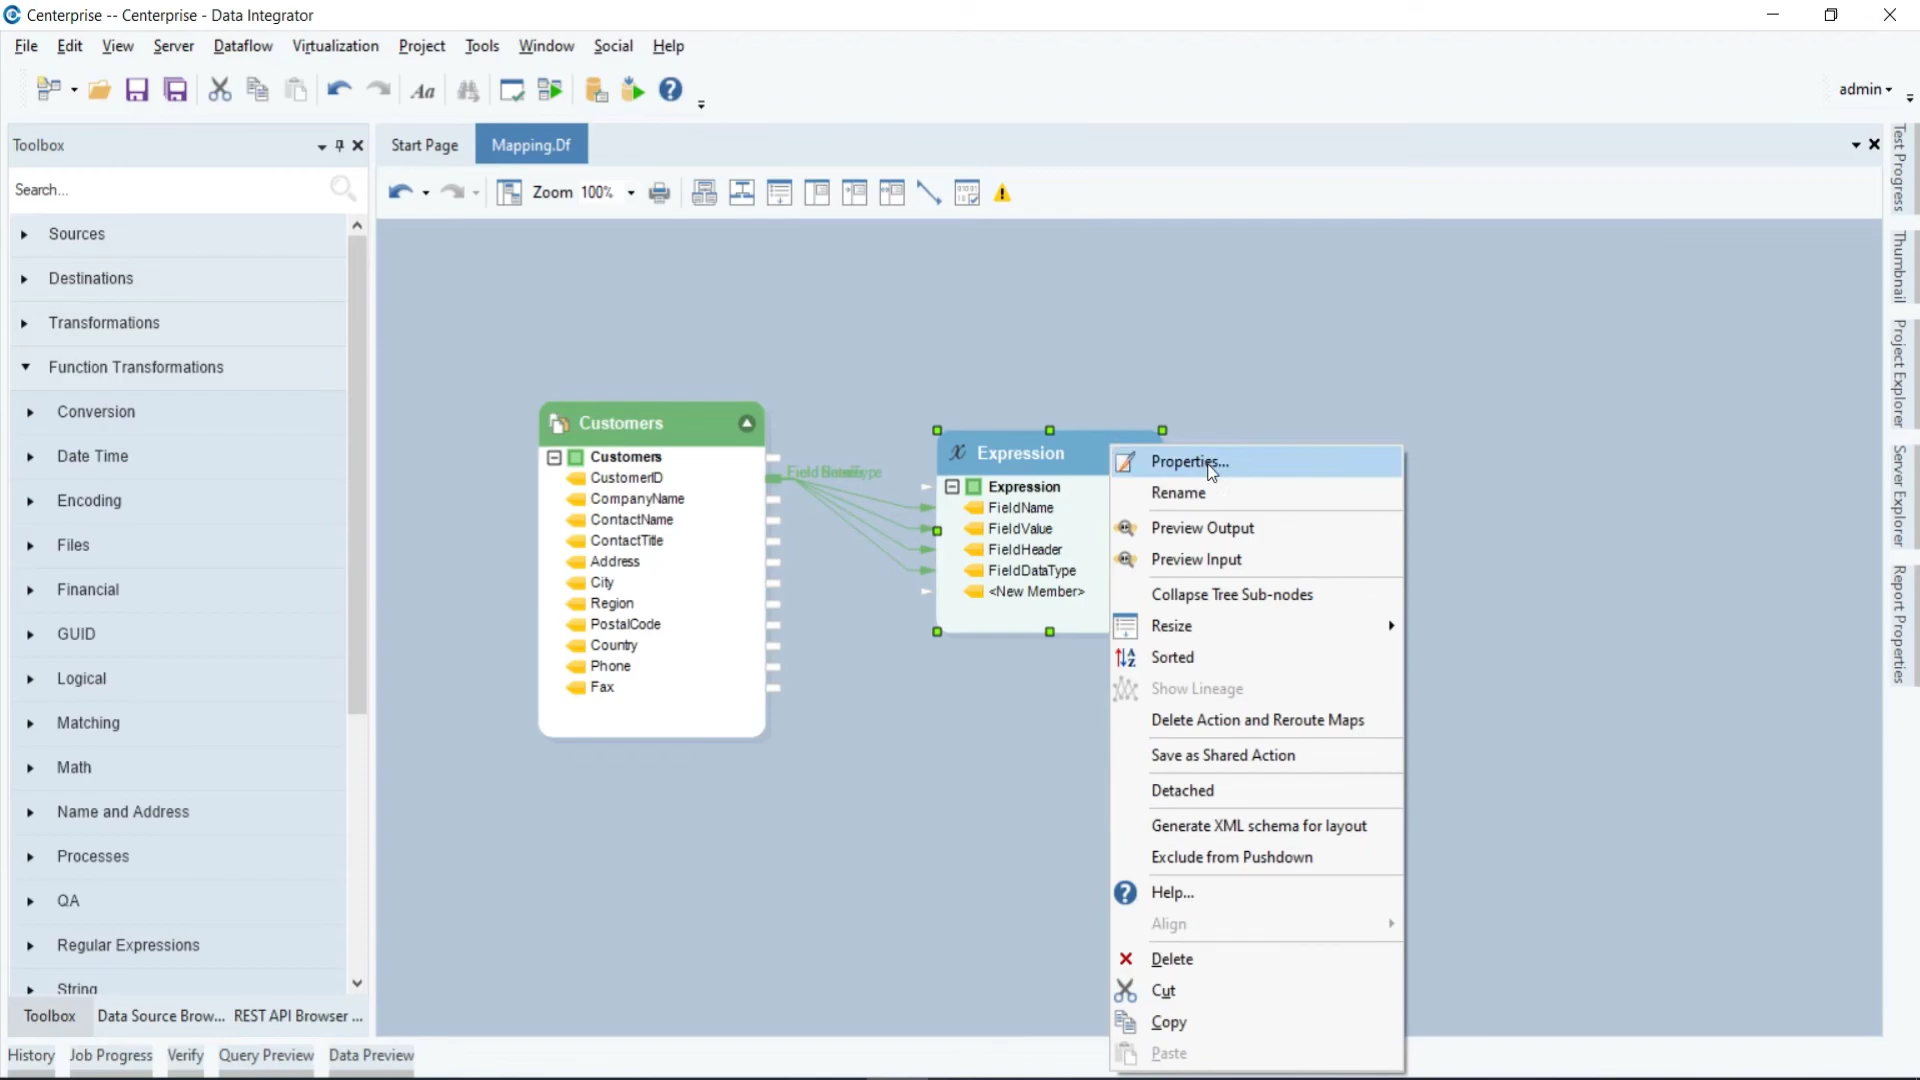 Centerprise -- Centerprise - Data Integrator
File Edit View Server Dataflow Virtualization Project Tools Window Social Help
Aa
admin
Toolbox
Start Page
Mapping.Df
Search...
Zoom 100%
Sources
Destinations
Transformations
Function Transformations
Conversion
Date Time
Encoding
Files
Financial
GUID
Logical
Matching
Math
Name and Address
Processes
QA
Regular Expressions
String
Toolbox Data Source Brow... REST API Browser ...
History Job Progress Verify Query Preview Data Preview
Customers
Customers
CustomerID
CompanyName
ContactName
ContactTitle
Address
City
Region
PostalCode
Country
Phone
Fax
Expression
Expression
FieldName
FieldValue
FieldHeader
FieldDataType
<New Member>
Properties...
Rename
Preview Output
Preview Input
Collapse Tree Sub-nodes
Resize
Sorted
Show Lineage
Delete Action and Reroute Maps
Save as Shared Action
Detached
Generate XML schema for layout
Exclude from Pushdown
Help...
Align
Delete
Cut
Copy
Paste
Test Progress
Thumbnail
Project Explorer
Server Explorer
Report Properties